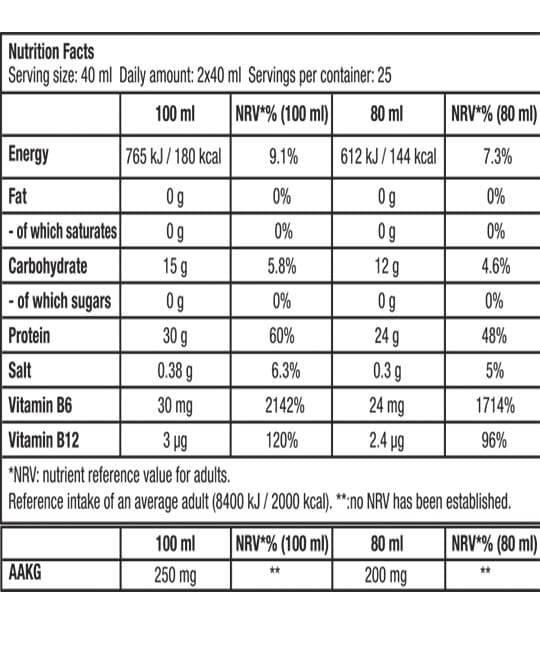 Nutrition Facts
Serving size: 40 ml Daily amount: 2x40 ml Servings per container: 25
100 ml NRV*% (100 ml) 80 ml NRV*% (80 ml)
Energy 765 kJ / 180 kcal 9.1% 612 kJ / 144 kcal 7.3%
Fat 0 g 0% 0 g 0%
- of which saturates 0 g 0% 0 g 0%
Carbohydrate 15 g 5.8% 12 g 4.6%
- of which sugars 0 g 0% 0 g 0%
Protein 30 g 60% 24 g 48%
Salt 0.38 g 6.3% 0.3 g 5%
Vitamin B6 30 mg 2142% 24 mg 1714%
Vitamin B12 3 µg 120% 2.4 µg 96%
*NRV: nutrient reference value for adults.
Reference intake of an average adult (8400 kJ / 2000 kcal). **:no NRV has been established.
100 ml NRV*% (100 ml) 80 ml NRV*% (80 ml)
AAKG 250 mg ** 200 mg **